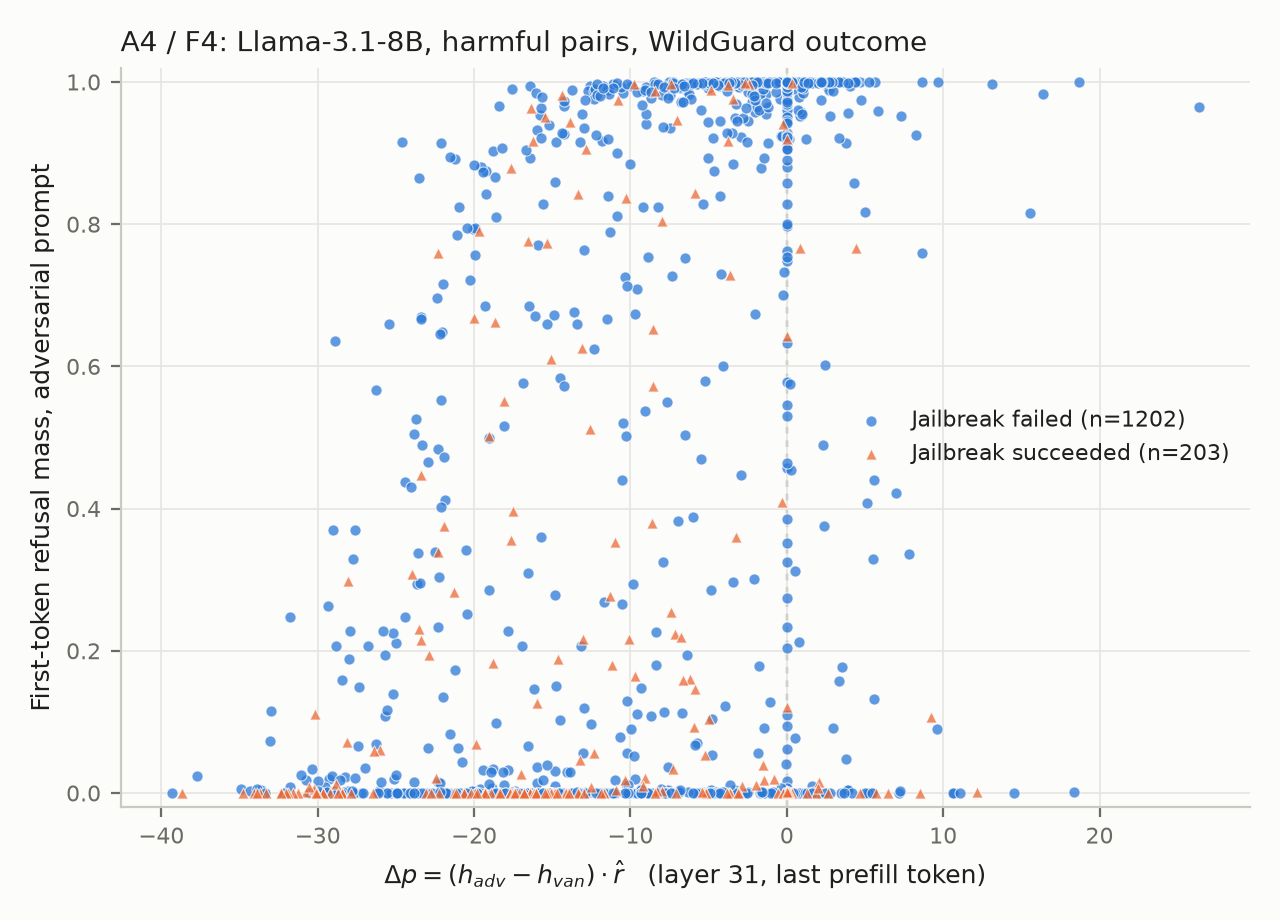 A4 / F4: Llama-3.1-8B, harmful pairs, WildGuard outcome
First-token refusal mass, adversarial prompt
1.0
0.8
0.6
0.4
0.2
0.0
Jailbreak failed (n=1202)
Jailbreak succeeded (n=203)
−40
−30
−20
−10
0
10
20
Δp = (h_adv − h_van) · r̂ (layer 31, last prefill token)